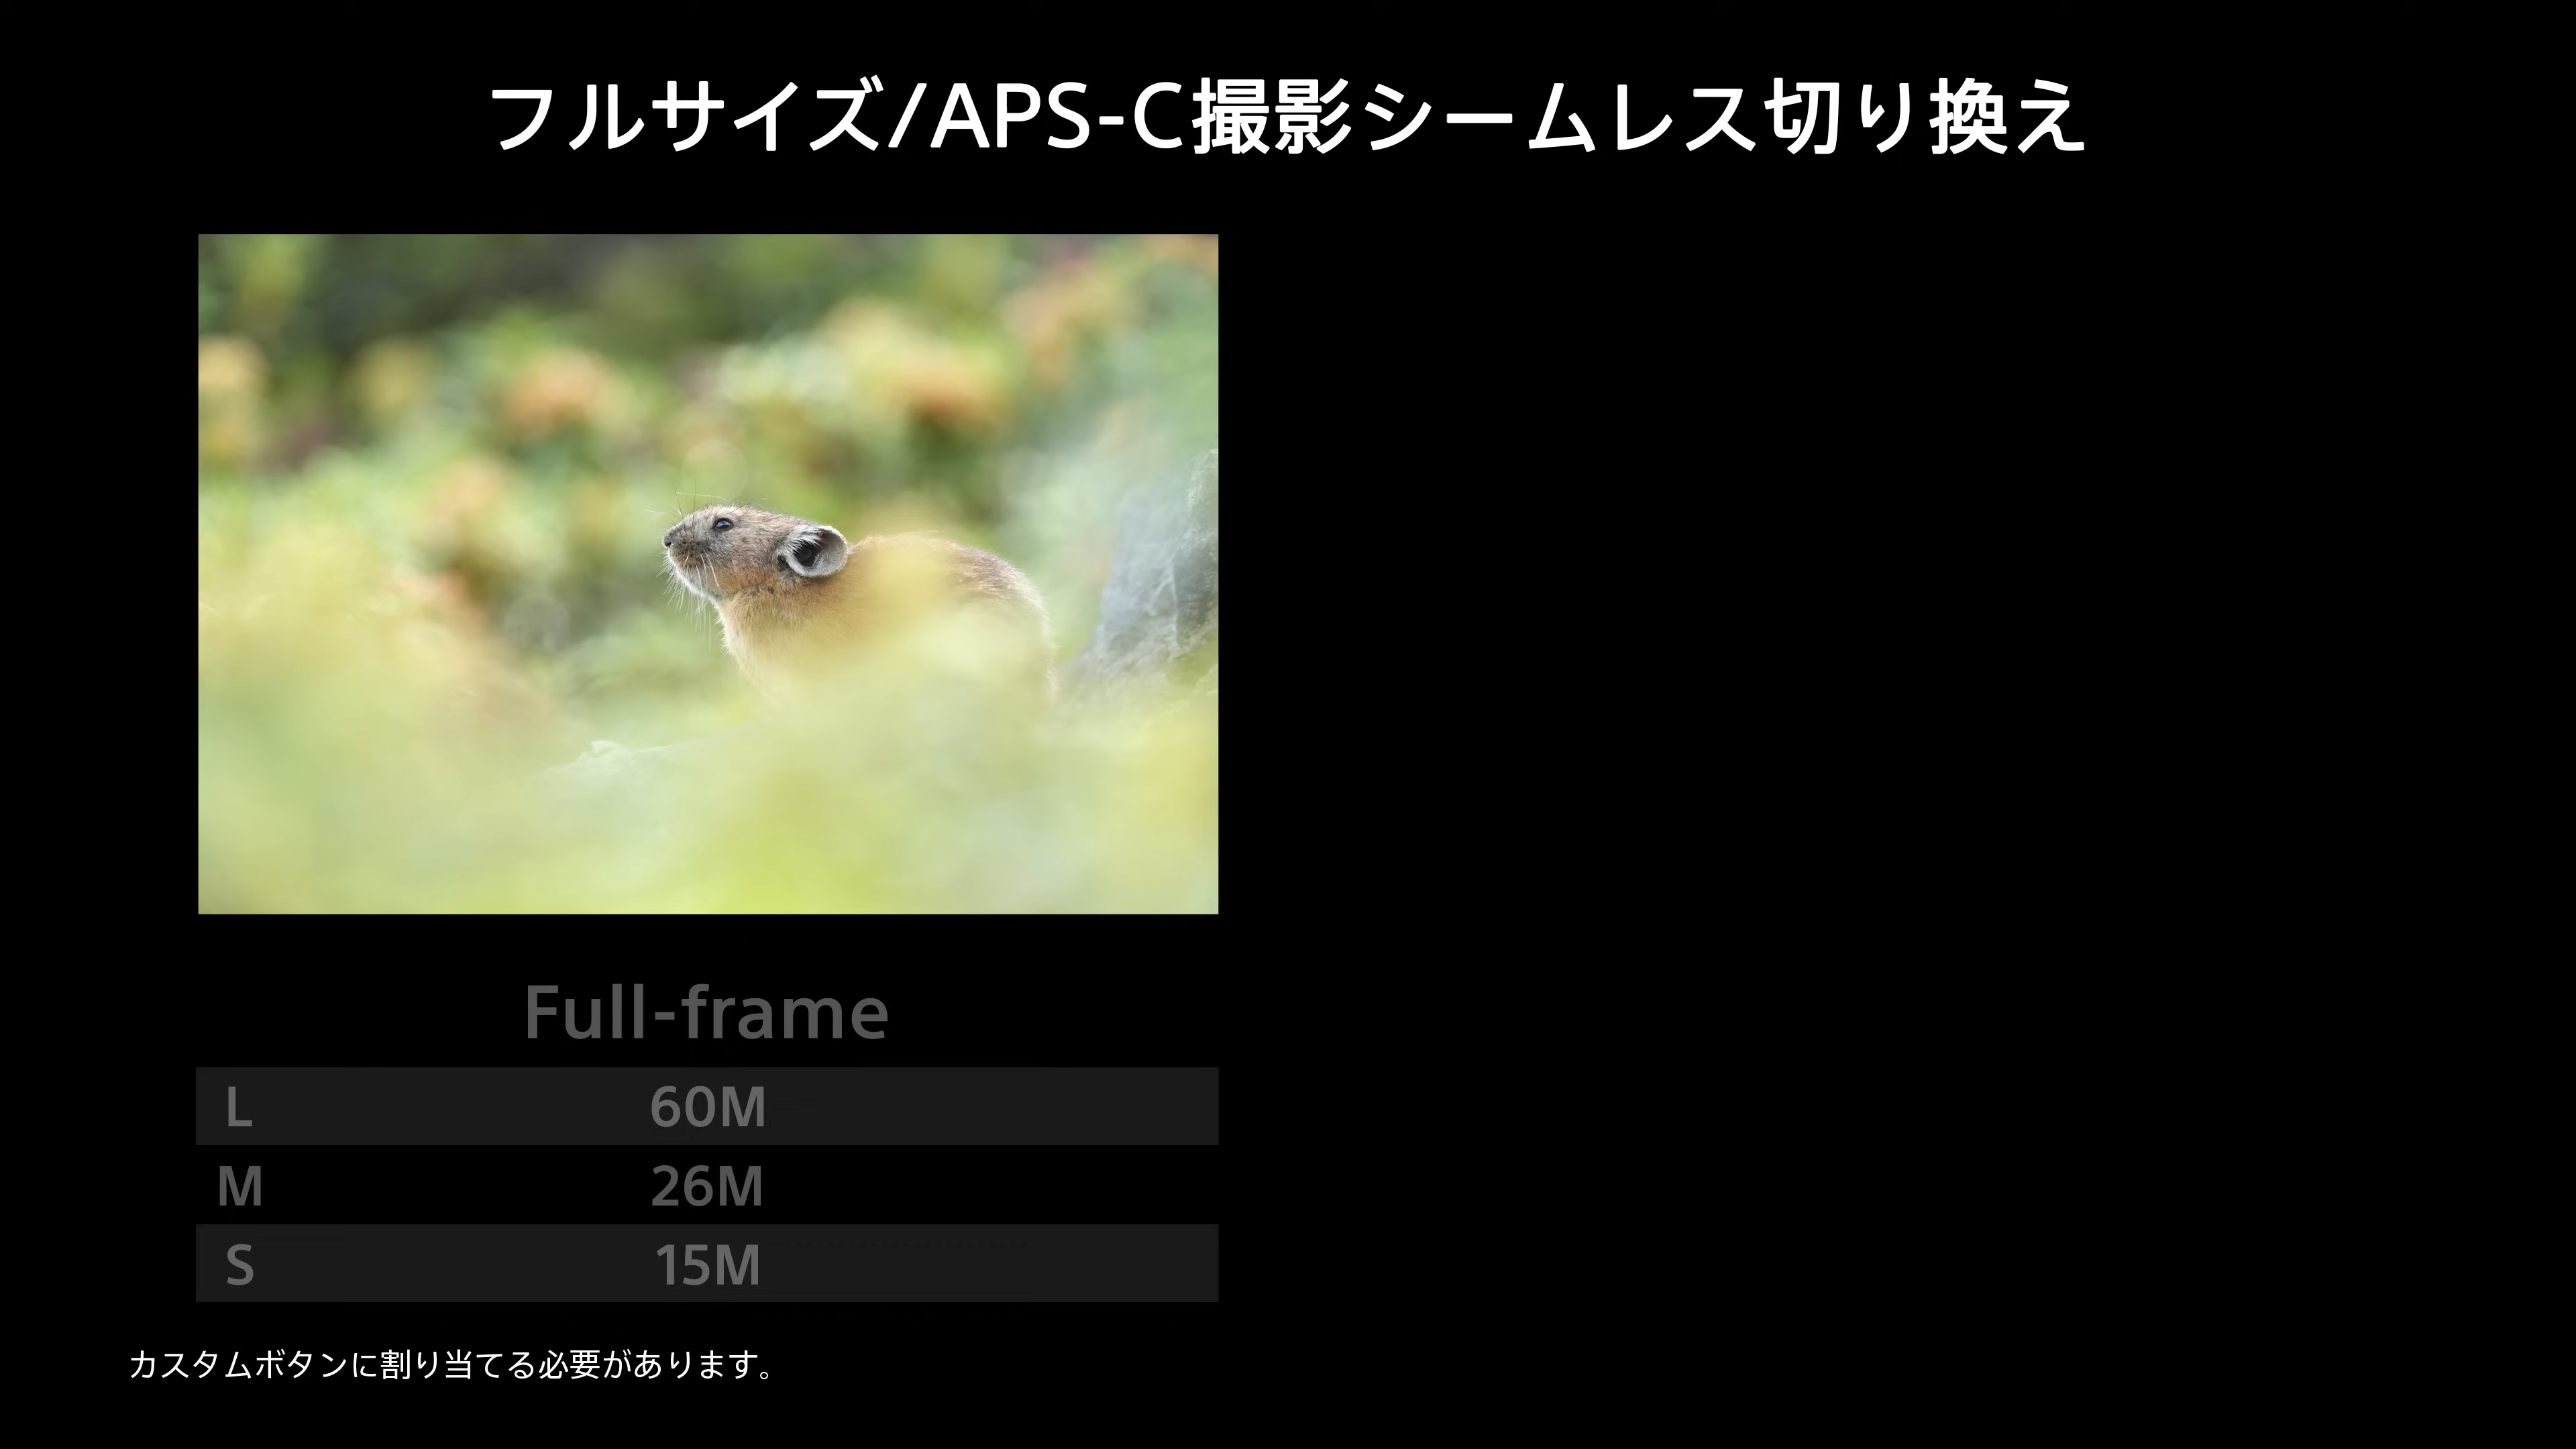 フルサイズ/APS-C撮影シームレス切り換え
Full-frame
L 60M
M 26M
S 15M
カスタムボタンに割り当てる必要があります。